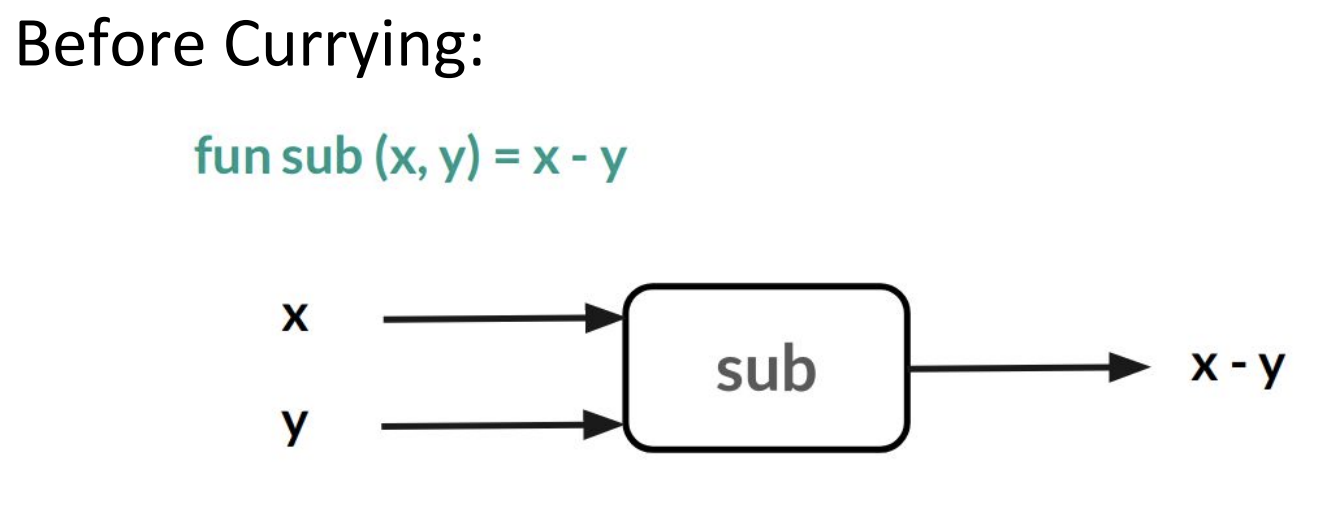 Before Currying:
fun sub (x, y) = x - y
x
sub
x - y
y